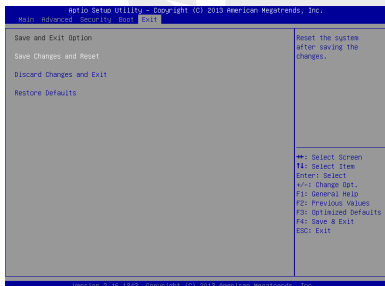 Aptio Setup Utility – Copyright (C) 2013 American Megatrends, Inc.
Main Advanced Security Boot Exit
Save and Exit Option
Save Changes and Reset
Discard Changes and Exit
Restore Defaults
Reset the system
after saving the
changes.
→←: Select Screen
↑↓: Select Item
Enter: Select
+/-: Change Opt.
F1: General Help
F2: Previous Values
F3: Optimized Defaults
F4: Save & Exit
ESC: Exit
Version 2.16.1242. Copyright (C) 2013 American Megatrends, Inc.